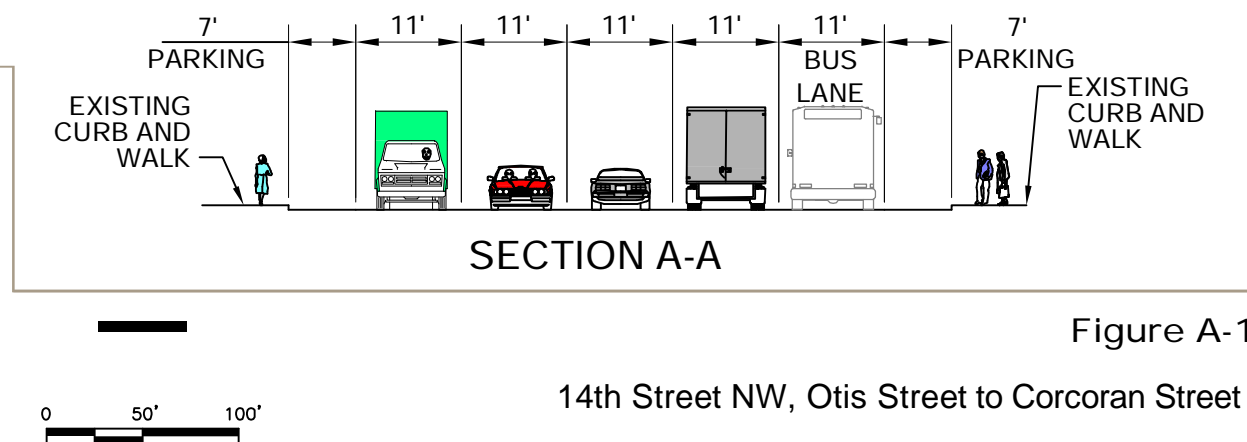 7' 11' 11' 11' 11' 11' 7'
PARKING
BUS
LANE
PARKING
EXISTING
CURB AND
WALK
EXISTING
CURB AND
WALK
SECTION A-A
Figure A-1
14th Street NW, Otis Street to Corcoran Street
0 50' 100'